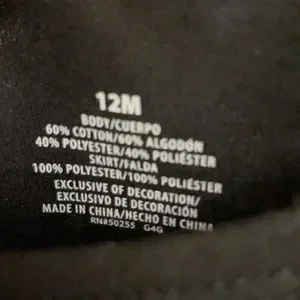 12M
BODY/CUERPO
60% COTTON/60% ALGODÓN
40% POLYESTER/40% POLIÉSTER
SKIRT/FALDA
100% POLYESTER/100% POLIÉSTER
EXCLUSIVE OF DECORATION/
EXCLUSIVO DE DECORACIÓN
MADE IN CHINA/HECHO EN CHINA
RN#50255 G4G